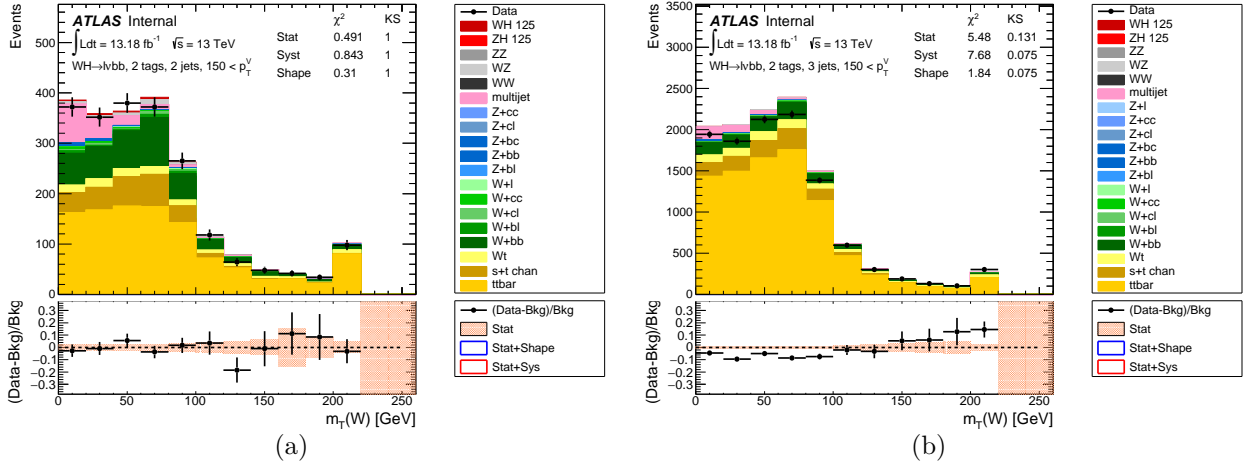 Events
ATLAS Internal
∫Ldt = 13.18 fb⁻¹ √s = 13 TeV
WH→lvbb, 2 tags, 2 jets, 150 < p_T^V
χ² KS
Stat 0.491 1
Syst 0.843 1
Shape 0.31 1
500
400
300
200
100
0
Data
WH 125
ZH 125
ZZ
WZ
WW
multijet
Z+l
Z+cc
Z+cl
Z+bc
Z+bb
Z+bl
W+l
W+cc
W+cl
W+bl
W+bb
Wt
s+t chan
ttbar
(Data-Bkg)/Bkg
0.3
0.2
0.1
0
−0.1
−0.2
−0.3
0 50 100 150 200 250
m_T(W) [GeV]
(Data-Bkg)/Bkg
Stat
Stat+Shape
Stat+Sys
(a)
Events
ATLAS Internal
∫Ldt = 13.18 fb⁻¹ √s = 13 TeV
WH→lvbb, 2 tags, 3 jets, 150 < p_T^V
χ² KS
Stat 5.48 0.131
Syst 7.68 0.075
Shape 1.84 0.075
3500
3000
2500
2000
1500
1000
500
0
Data
WH 125
ZH 125
ZZ
WZ
WW
multijet
Z+l
Z+cc
Z+cl
Z+bc
Z+bb
Z+bl
W+l
W+cc
W+cl
W+bl
W+bb
Wt
s+t chan
ttbar
(Data-Bkg)/Bkg
0.3
0.2
0.1
0
−0.1
−0.2
−0.3
0 50 100 150 200 250
m_T(W) [GeV]
(Data-Bkg)/Bkg
Stat
Stat+Shape
Stat+Sys
(b)